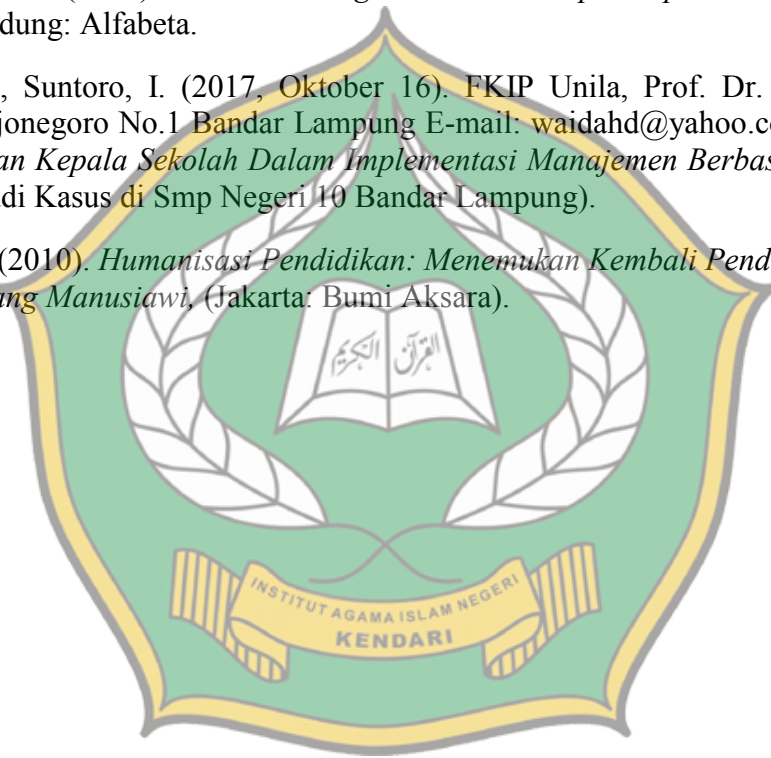 dung: Alfabeta.
, Suntoro, I. (2017, Oktober 16). FKIP Unila, Prof. Dr.
jonegoro No.1 Bandar Lampung E-mail: waidahd@yahoo.co
an Kepala Sekolah Dalam Implementasi Manajemen Berbas
di Kasus di Smp Negeri 10 Bandar Lampung).
(2010). Humanisasi Pendidikan: Menemukan Kembali Pend
ang Manusiawi, (Jakarta: Bumi Aksara).
القرآن الكريم
INSTITUT AGAMA ISLAM NEGERI
KENDARI